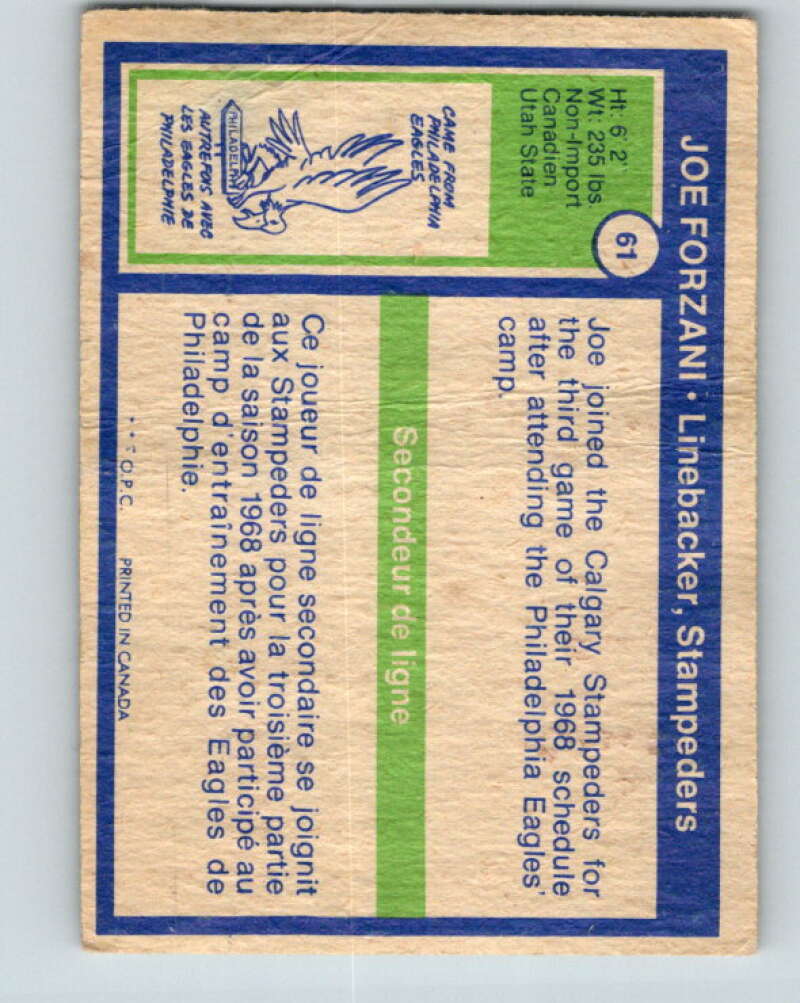 JOE FORZANI • Linebacker, Stampeders
61
Ht: 6' 2"
Wt: 235 lbs
Non-Import
Canadien
Utah State
CAME FROM
PHILADELPHIA
EAGLES
PHILADELPHIA
AUTREFOIS AVEC
LES EAGLES DE
PHILADELPHIE
Joe joined the Calgary Stampeders for
the third game of their 1968 schedule
after attending the Philadelphia Eagles'
camp.
Secondeur de ligne
Ce joueur de ligne secondaire se joignit
aux Stampeders pour la troisième partie
de la saison 1968 après avoir participé au
camp d'entraînement des Eagles de
Philadelphie.
O.P.C. PRINTED IN CANADA